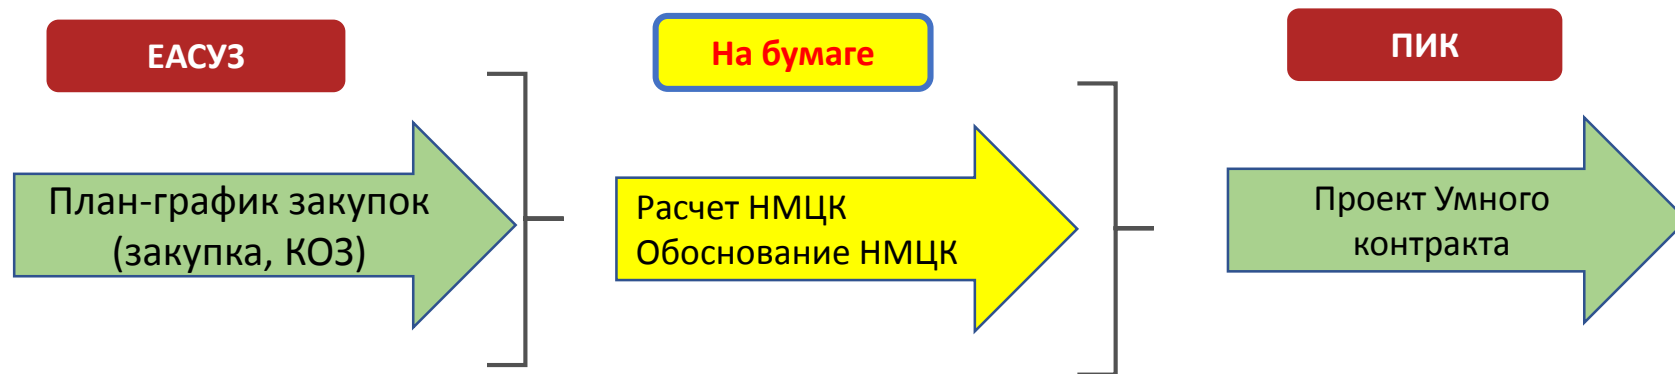 ЕАСУЗ
На бумаге
ПИК
План-график закупок
(закупка, КОЗ)
Расчет НМЦК
Обоснование НМЦК
Проект Умного
контракта